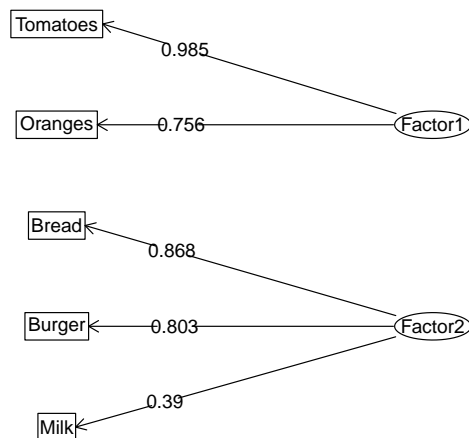 Tomatoes
0.985
Oranges
0.756
Factor1
Bread
0.868
Burger
0.803
Factor2
0.39
Milk